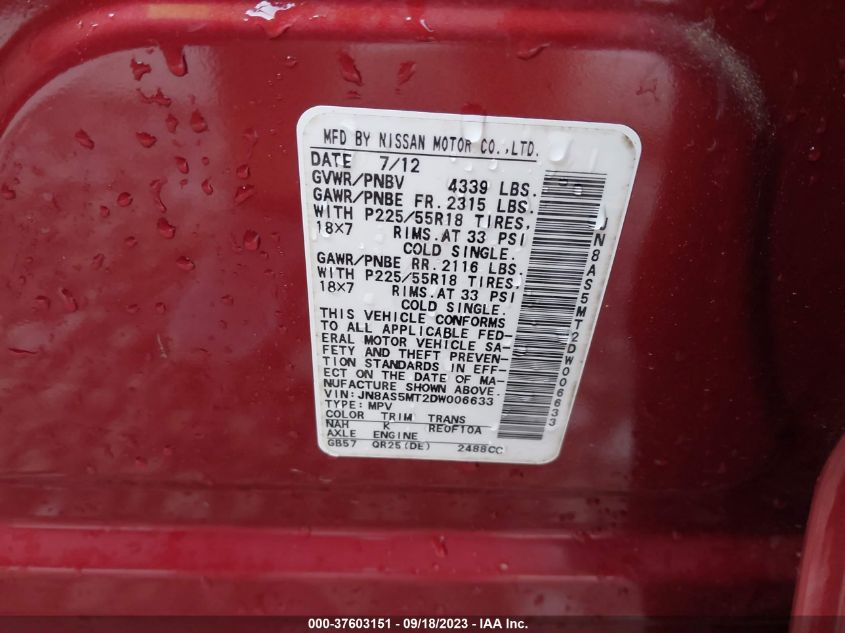 MFD BY NISSAN MOTOR CO.,LTD.
DATE 7/12
GVWR/PNBV 4339 LBS.
GAWR/PNBE FR. 2315 LBS.
WITH P225/55R18 TIRES,
18×7 RIMS.AT 33 PSI
COLD SINGLE.
GAWR/PNBE RR. 2116 LBS.
WITH P225/55R18 TIRES,
18×7 RIMS.AT 33 PSI
COLD SINGLE.
THIS VEHICLE CONFORMS
TO ALL APPLICABLE FED-
ERAL MOTOR VEHICLE SA-
FETY AND THEFT PREVEN-
TION STANDARDS IN EFF-
ECT ON THE DATE OF MA-
NUFACTURE SHOWN ABOVE.
VIN:JN8AS5MT2DW006633
TYPE:MPV
COLOR TRIM TRANS
NAH K RE0F10A
AXLE ENGINE
GB57 QR25(DE) 2488CC
JN8AS5MT2DW006633
000-37603151 — 09/18/2023 — IAA Inc.